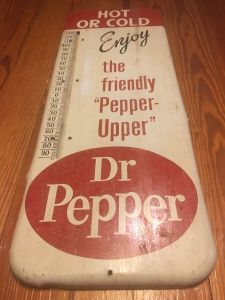 HOT
OR COLD
Enjoy
the
friendly
"Pepper-
Upper"
Dr
Pepper